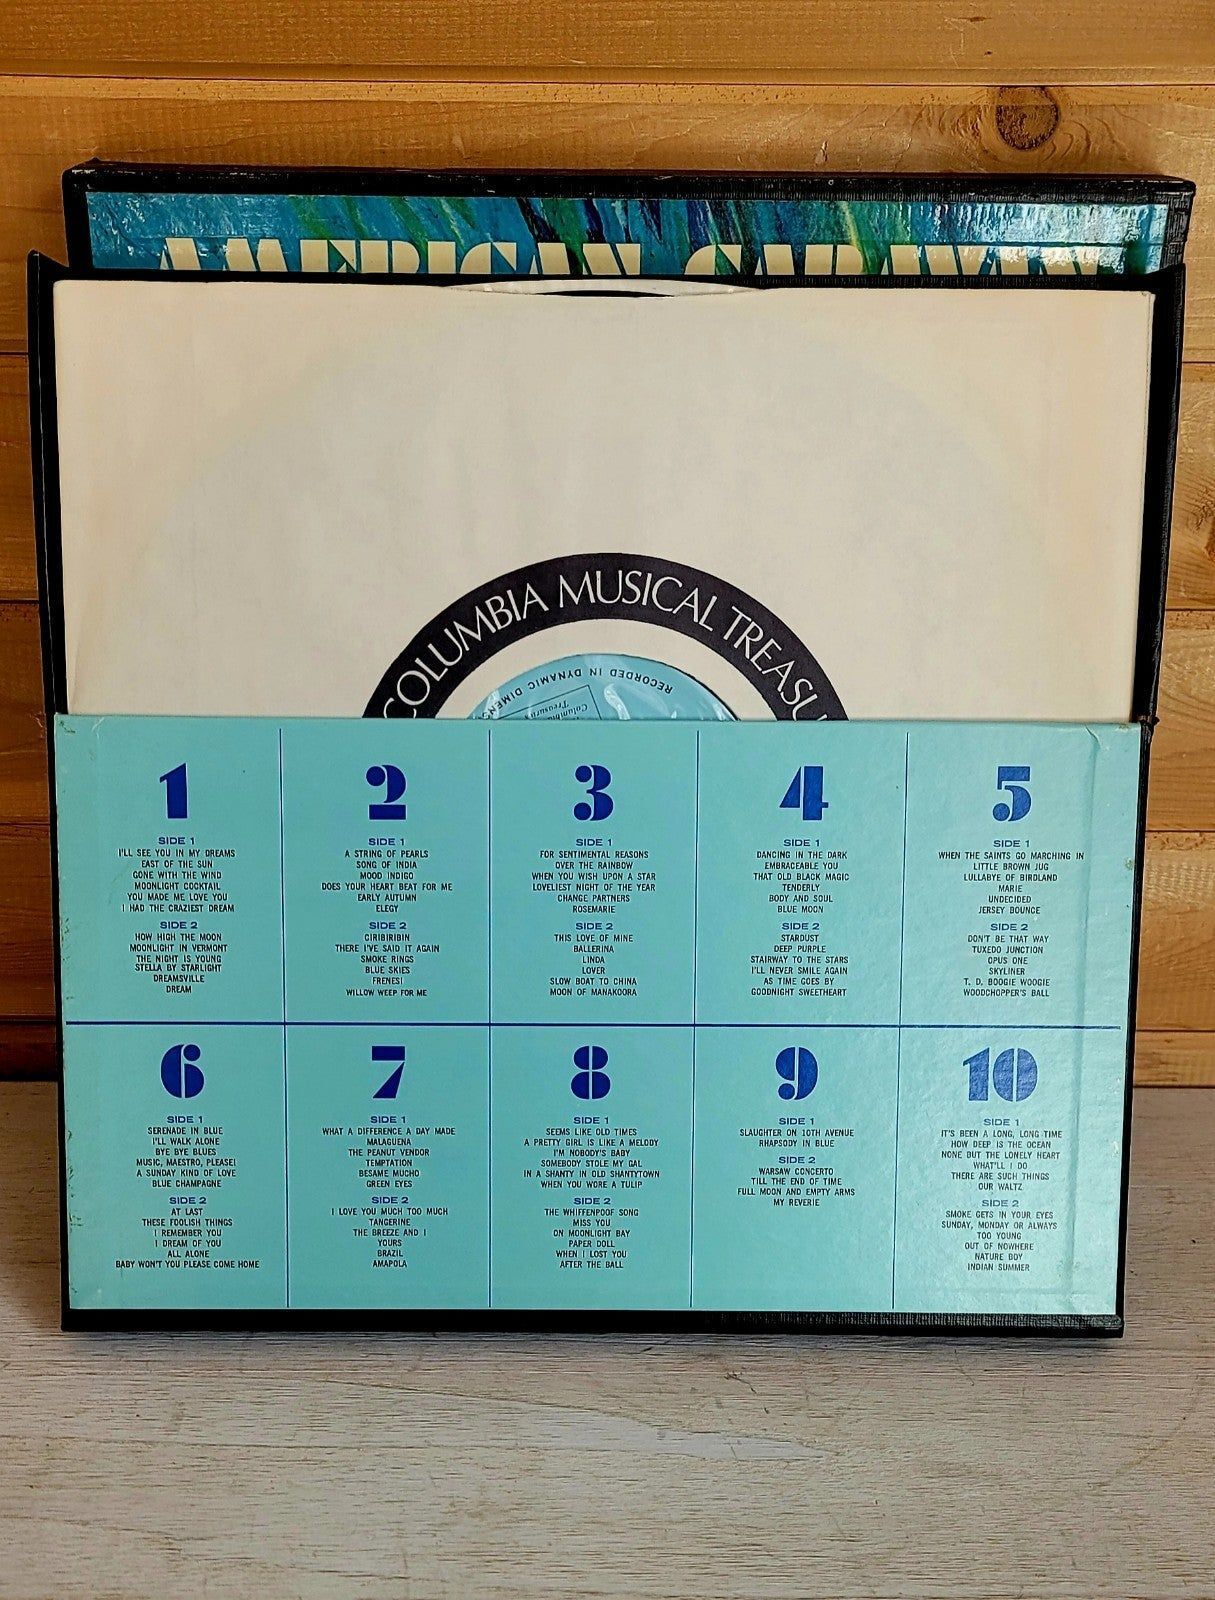 AMERICAN CARAVAN
COLUMBIA MUSICAL TREASU
RECORDED IN DYNAMIC DIMENS
Columbia
Treasuries
1
SIDE 1
I'LL SEE YOU IN MY DREAMS
EAST OF THE SUN
GONE WITH THE WIND
MOONLIGHT COCKTAIL
YOU MADE ME LOVE YOU
I HAD THE CRAZIEST DREAM
SIDE 2
HOW HIGH THE MOON
MOONLIGHT IN VERMONT
THE NIGHT IS YOUNG
STELLA BY STARLIGHT
DREAMSVILLE
DREAM
2
SIDE 1
A STRING OF PEARLS
SONG OF INDIA
MOOD INDIGO
DOES YOUR HEART BEAT FOR ME
EARLY AUTUMN
ELEGY
SIDE 2
CIRIBIRIBIN
THERE I'VE SAID IT AGAIN
SMOKE RINGS
BLUE SKIES
FRENESI
WILLOW WEEP FOR ME
3
SIDE 1
FOR SENTIMENTAL REASONS
OVER THE RAINBOW
WHEN YOU WISH UPON A STAR
LOVELIEST NIGHT OF THE YEAR
CHANGE PARTNERS
ROSEMARIE
SIDE 2
THIS LOVE OF MINE
BALLERINA
LINDA
LOVER
SLOW BOAT TO CHINA
MOON OF MANAKOORA
4
SIDE 1
DANCING IN THE DARK
EMBRACEABLE YOU
THAT OLD BLACK MAGIC
TENDERLY
BODY AND SOUL
BLUE MOON
SIDE 2
STARDUST
DEEP PURPLE
STAIRWAY TO THE STARS
I'LL NEVER SMILE AGAIN
AS TIME GOES BY
GOODNIGHT SWEETHEART
5
SIDE 1
WHEN THE SAINTS GO MARCHING IN
LITTLE BROWN JUG
LULLABYE OF BIRDLAND
MARIE
UNDECIDED
JERSEY BOUNCE
SIDE 2
DON'T BE THAT WAY
TUXEDO JUNCTION
OPUS ONE
SKYLINER
T. D. BOOGIE WOOGIE
WOODCHOPPER'S BALL
6
SIDE 1
SERENADE IN BLUE
I'LL WALK ALONE
BYE BYE BLUES
MUSIC, MAESTRO, PLEASE!
A SUNDAY KIND OF LOVE
BLUE CHAMPAGNE
SIDE 2
AT LAST
THESE FOOLISH THINGS
I REMEMBER YOU
I DREAM OF YOU
ALL ALONE
BABY WON'T YOU PLEASE COME HOME
7
SIDE 1
WHAT A DIFFERENCE A DAY MADE
MALAGUENA
THE PEANUT VENDOR
TEMPTATION
BESAME MUCHO
GREEN EYES
SIDE 2
I LOVE YOU MUCH TOO MUCH
TANGERINE
THE BREEZE AND I
YOURS
BRAZIL
AMAPOLA
8
SIDE 1
SEEMS LIKE OLD TIMES
A PRETTY GIRL IS LIKE A MELODY
I'M NOBODY'S BABY
SOMEBODY STOLE MY GAL
IN A SHANTY IN OLD SHANTYTOWN
WHEN YOU WORE A TULIP
SIDE 2
THE WHIFFENPOOF SONG
MISS YOU
ON MOONLIGHT BAY
PAPER DOLL
WHEN I LOST YOU
AFTER THE BALL
9
SIDE 1
SLAUGHTER ON 10TH AVENUE
RHAPSODY IN BLUE
SIDE 2
WARSAW CONCERTO
TILL THE END OF TIME
FULL MOON AND EMPTY ARMS
MY REVERIE
10
SIDE 1
IT'S BEEN A LONG, LONG TIME
HOW DEEP IS THE OCEAN
NONE BUT THE LONELY HEART
WHAT'LL I DO
THERE ARE SUCH THINGS
OUR WALTZ
SIDE 2
SMOKE GETS IN YOUR EYES
SUNDAY, MONDAY OR ALWAYS
TOO YOUNG
OUT OF NOWHERE
NATURE BOY
INDIAN SUMMER